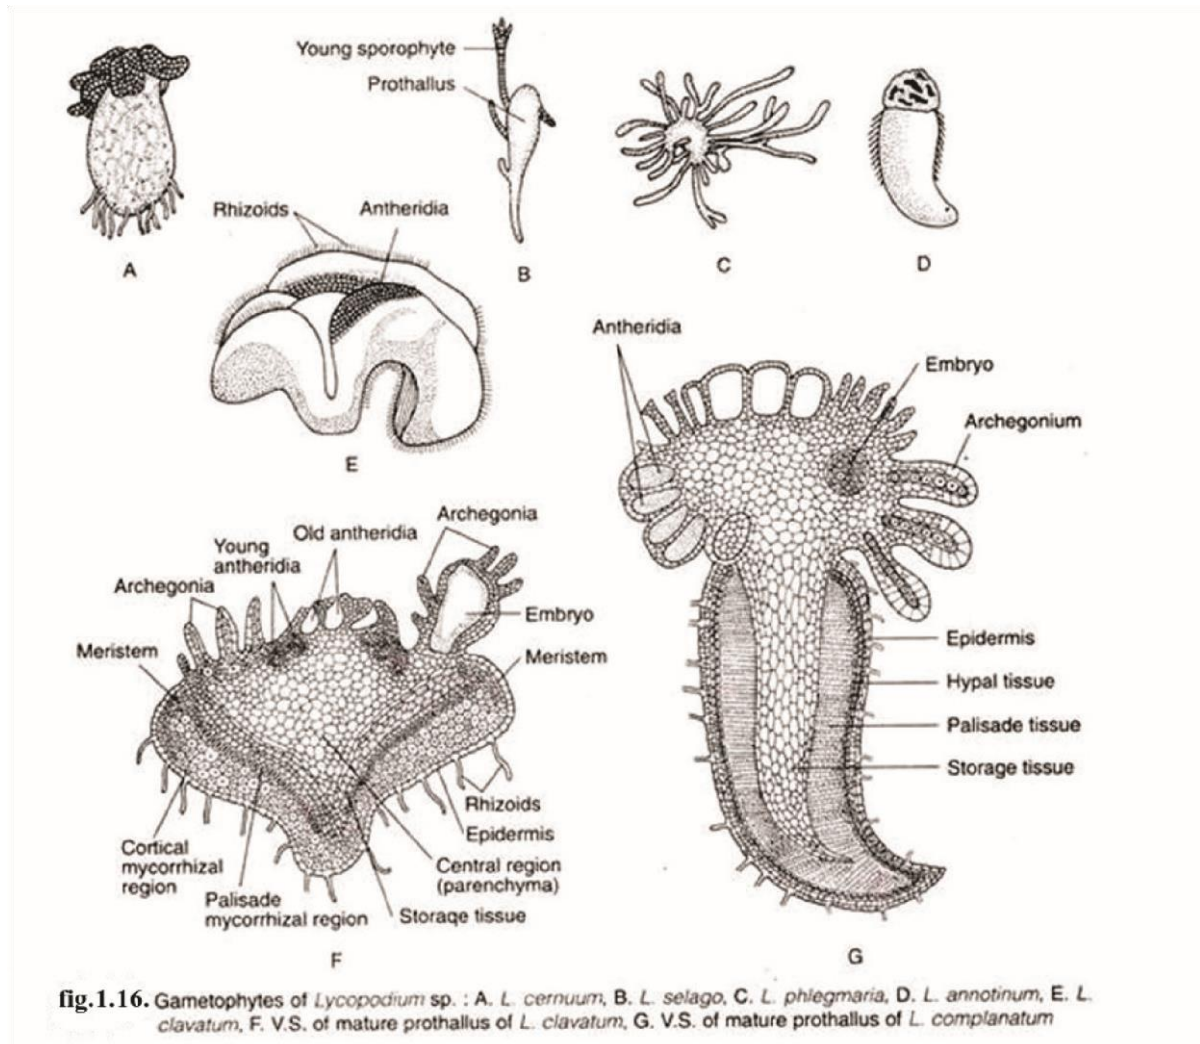 Young sporophyte
Prothallus
A
B
C
D
Rhizoids
Antheridia
E
Antheridia
Embryo
Archegonium
Epidermis
Hypal tissue
Palisade tissue
Storage tissue
G
Archegonia
Old antheridia
Young
antheridia
Archegonia
Embryo
Meristem
Meristem
Rhizoids
Epidermis
Central region
(parenchyma)
Storage tissue
Cortical
mycorrhizal
region
Palisade
mycorrhizal region
F
fig.1.16. Gametophytes of Lycopodium sp. : A. L. cernuum, B. L. selago, C. L. phlegmaria, D. L. annotinum, E. L.
clavatum, F. V.S. of mature prothallus of L. clavatum, G. V.S. of mature prothallus of L. complanatum